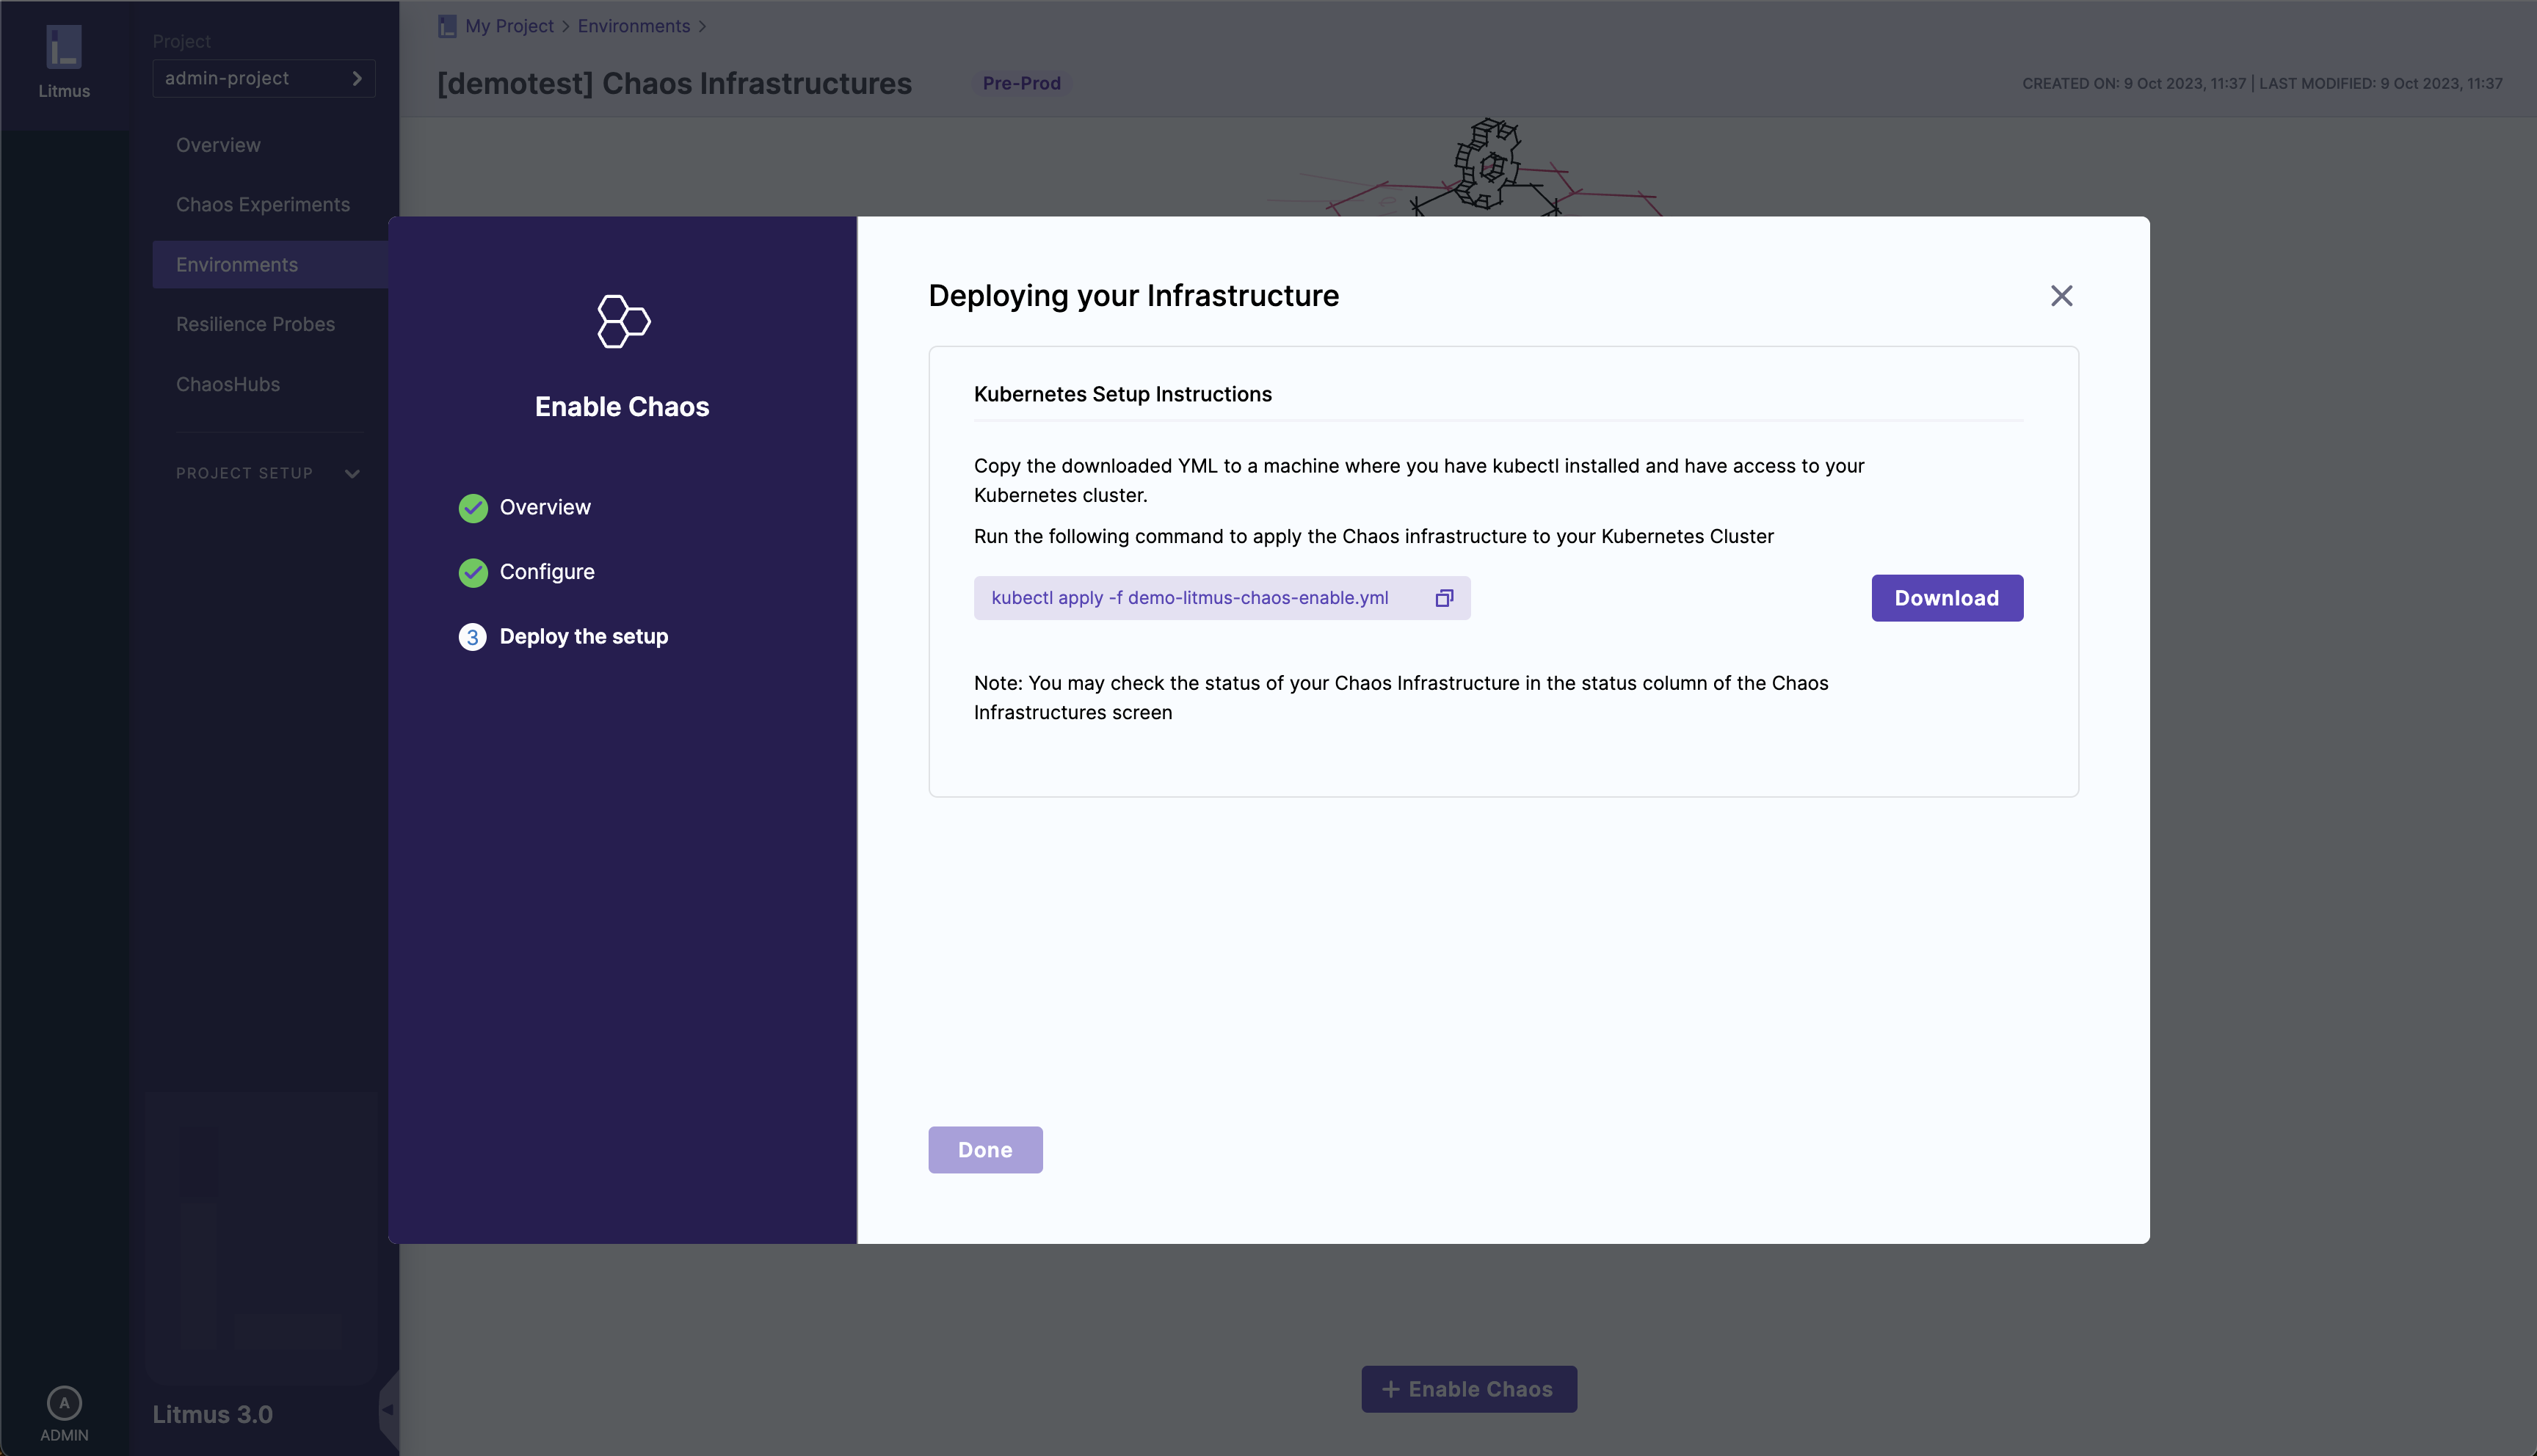 Litmus
Project
admin-project
Overview
Chaos Experiments
Environments
Resilience Probes
ChaosHubs
PROJECT SETUP
A
ADMIN
Litmus 3.0
My Project > Environments >
[demotest] Chaos Infrastructures
Pre-Prod
CREATED ON: 9 Oct 2023, 11:37 | LAST MODIFIED: 9 Oct 2023, 11:37
Enable Chaos
Overview
Configure
3 Deploy the setup
Deploying your Infrastructure
Kubernetes Setup Instructions
Copy the downloaded YML to a machine where you have kubectl installed and have access to your
Kubernetes cluster.
Run the following command to apply the Chaos infrastructure to your Kubernetes Cluster
kubectl apply -f demo-litmus-chaos-enable.yml
Download
Note: You may check the status of your Chaos Infrastructure in the status column of the Chaos
Infrastructures screen
Done
+ Enable Chaos